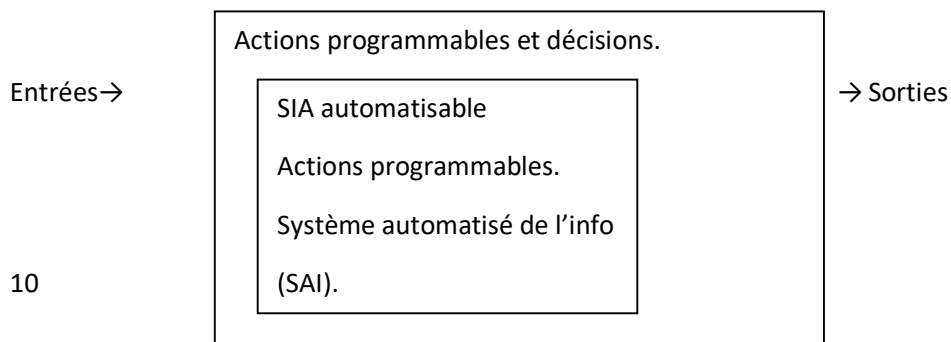 Actions programmables et décisions.
Entrées→
SIA automatisable
→ Sorties
Actions programmables.
Système automatisé de l’info
10
(SAI).